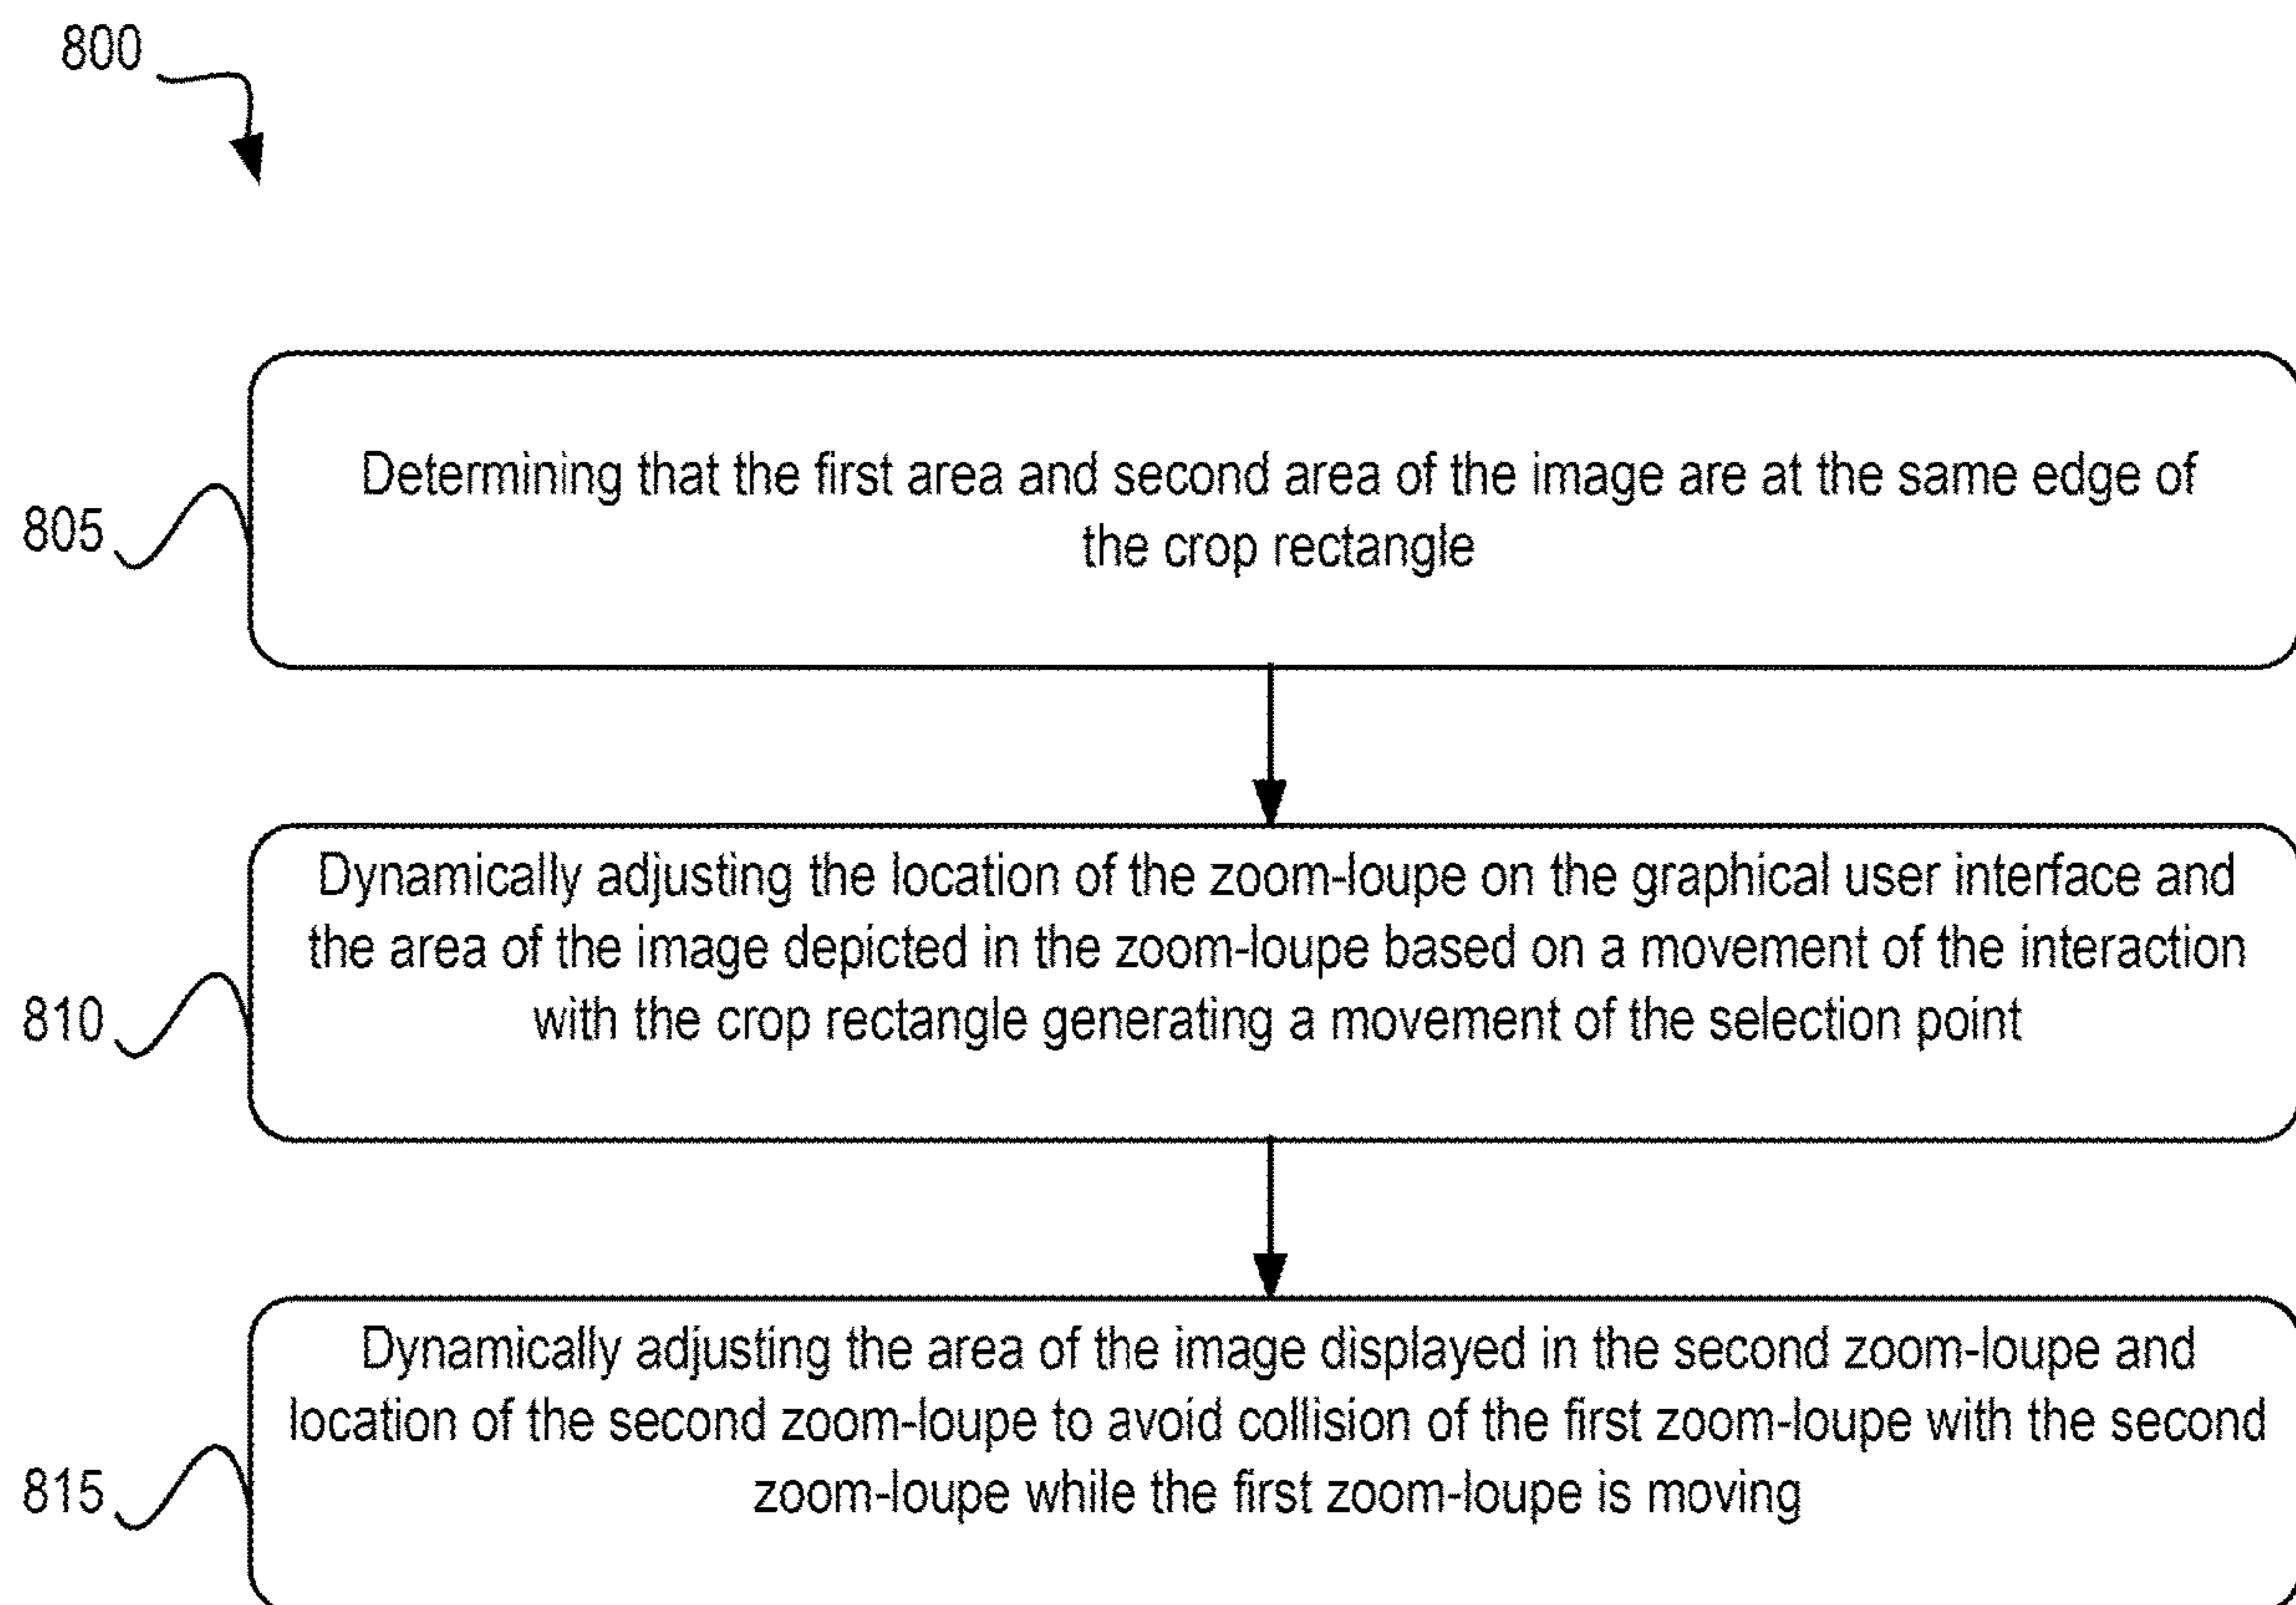 800
Determining that the first area and second area of the image are at the same edge of
the crop rectangle
805
Dynamically adjusting the location of the zoom-loupe on the graphical user interface and
the area of the image depicted in the zoom-loupe based on a movement of the interaction
with the crop rectangle generating a movement of the selection point
810
Dynamically adjusting the area of the image displayed in the second zoom-loupe and
location of the second zoom-loupe to avoid collision of the first zoom-loupe with the second
zoom-loupe while the first zoom-loupe is moving
815